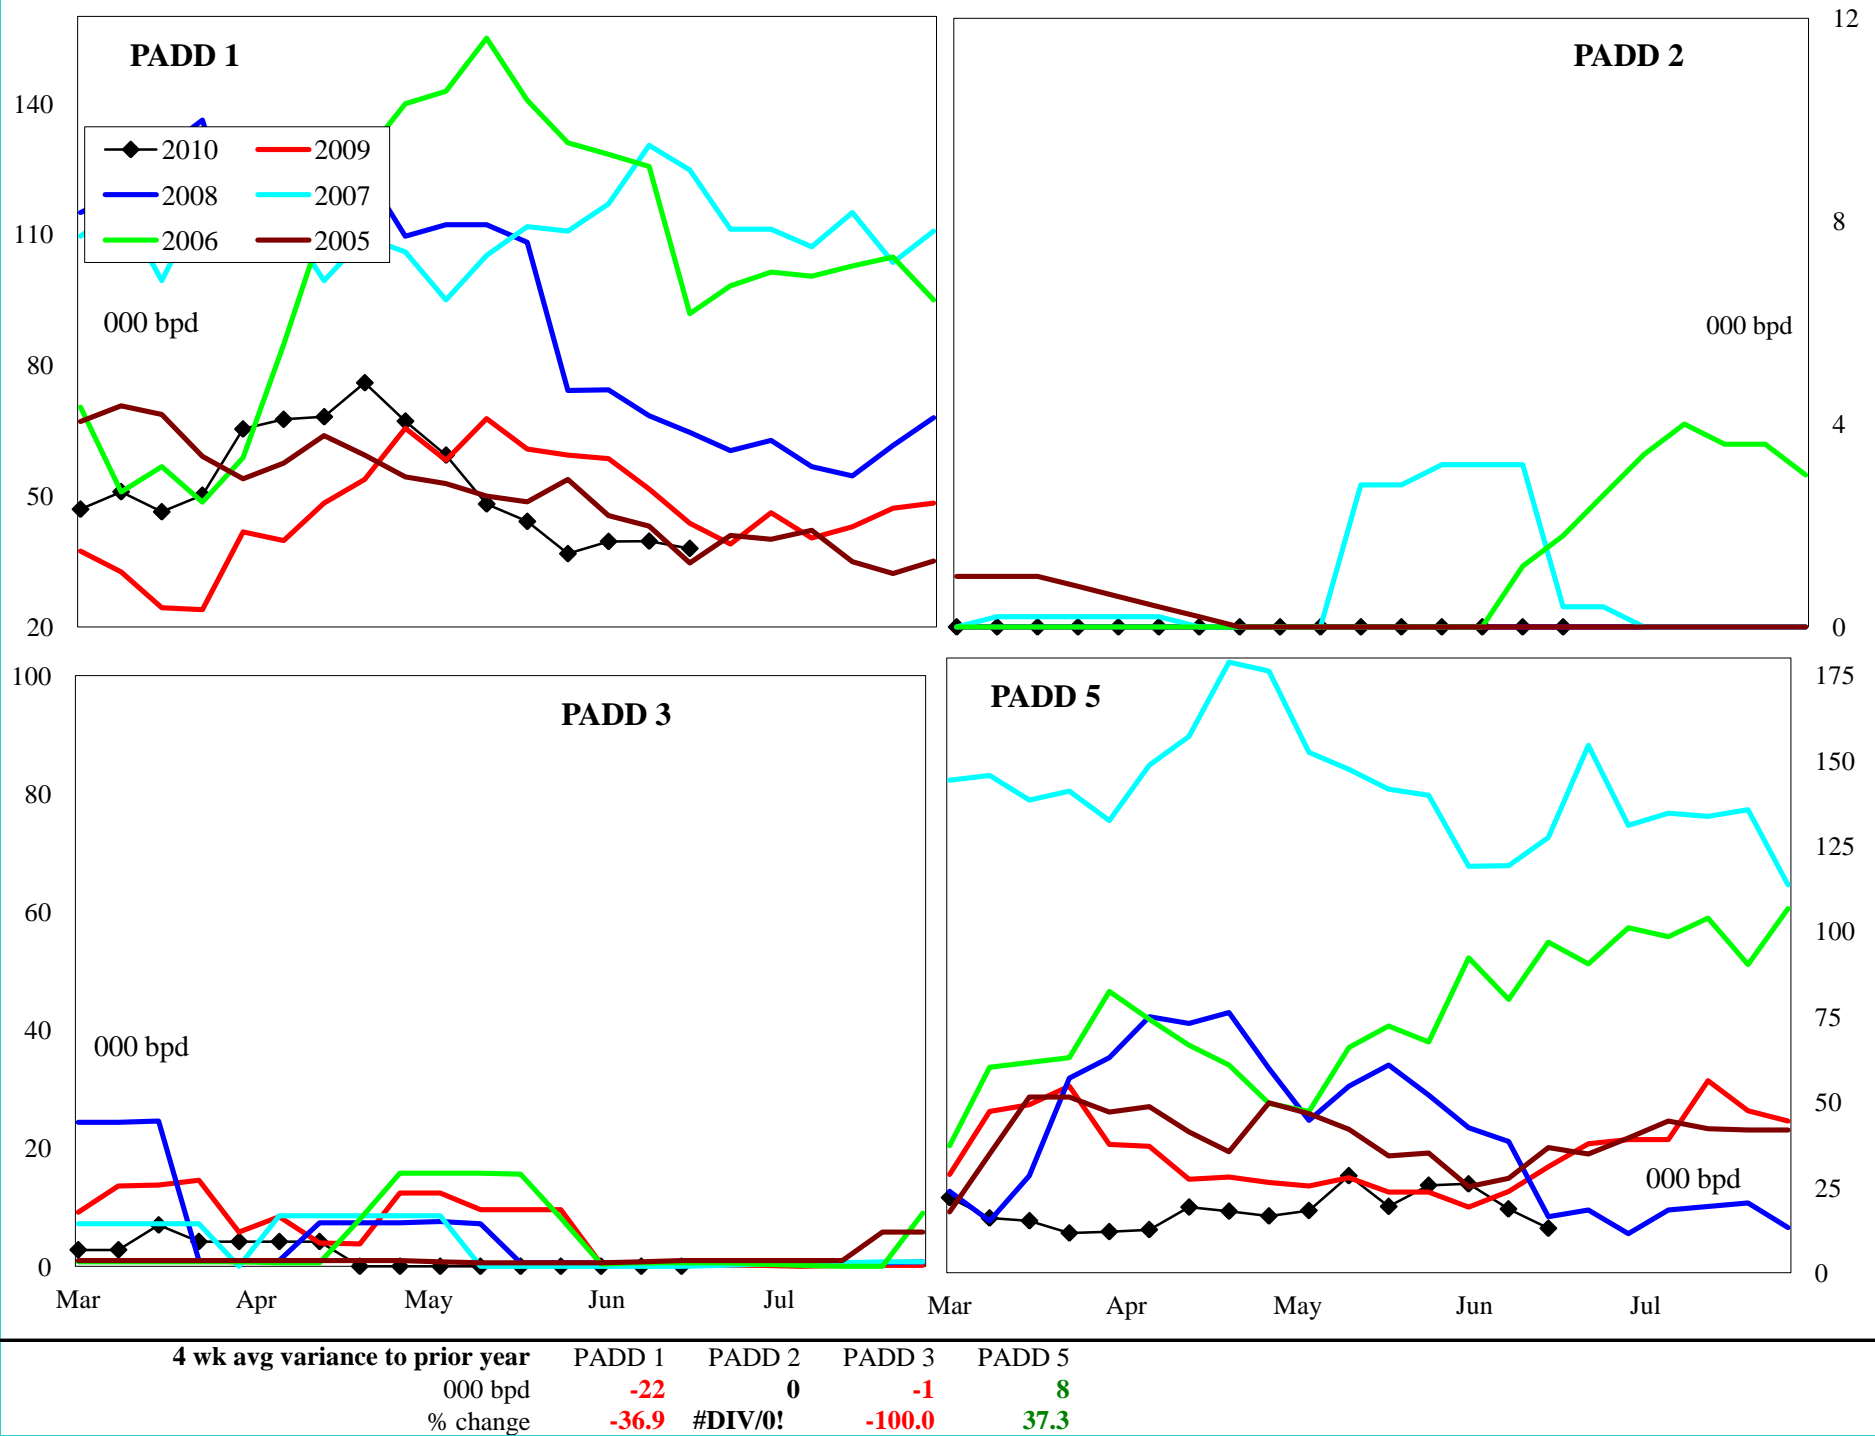 PADD 1
140
110
80
50
20
2010 2009
2008 2007
2006 2005
000 bpd
PADD 2
12
8
4
0
000 bpd
PADD 3
100
80
60
40
20
0
000 bpd
Mar Apr May Jun Jul
PADD 5
175
150
125
100
75
50
25
0
000 bpd
Mar Apr May Jun Jul
4 wk avg variance to prior year PADD 1 PADD 2 PADD 3 PADD 5
000 bpd -22 0 -1 8
% change -36.9 #DIV/0! -100.0 37.3